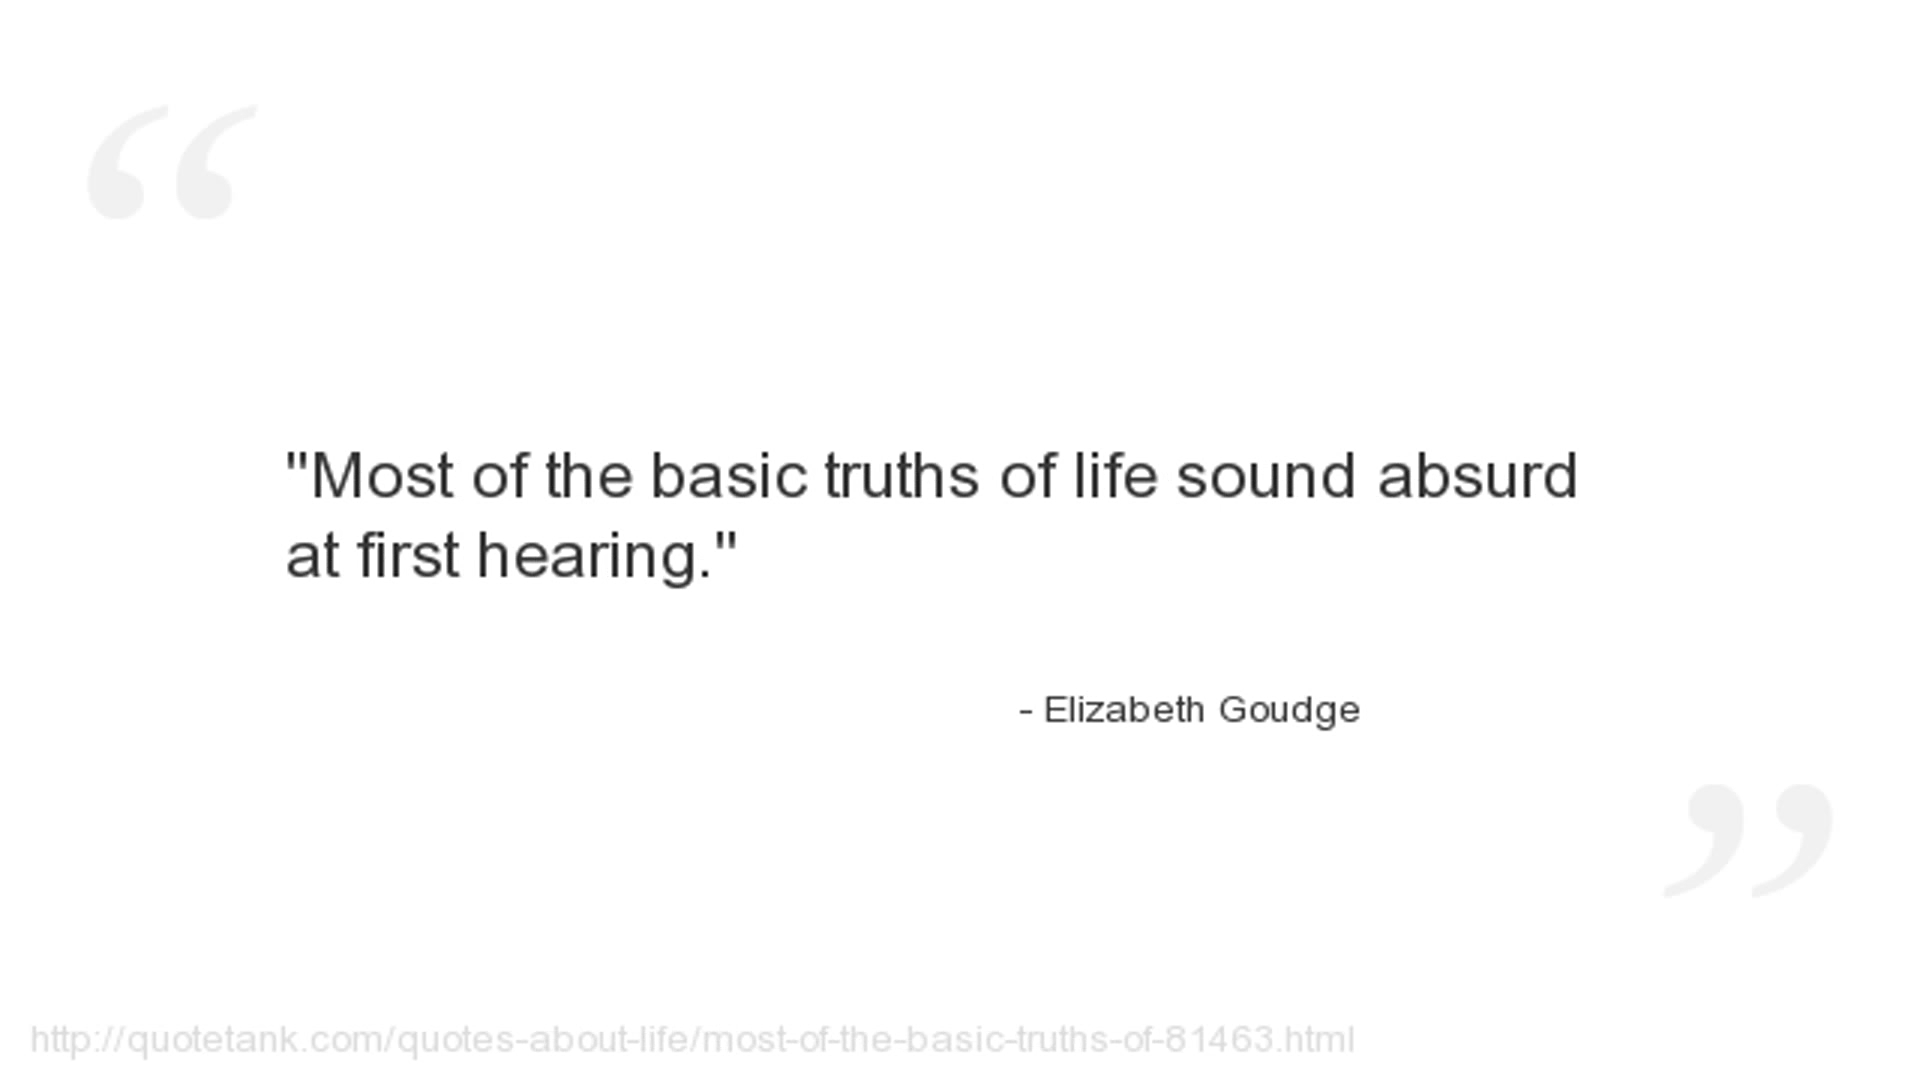 "Most of the basic truths of life sound absurd
at first hearing."
- Elizabeth Goudge
http://quotetank.com/quotes-about-life/most-of-the-basic-truths-of-81463.html